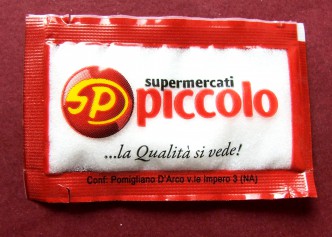 SP
supermercati
piccolo
...la Qualità si vede!
Conf: Pomigliano D'Arco v.le Impero 3 (NA)